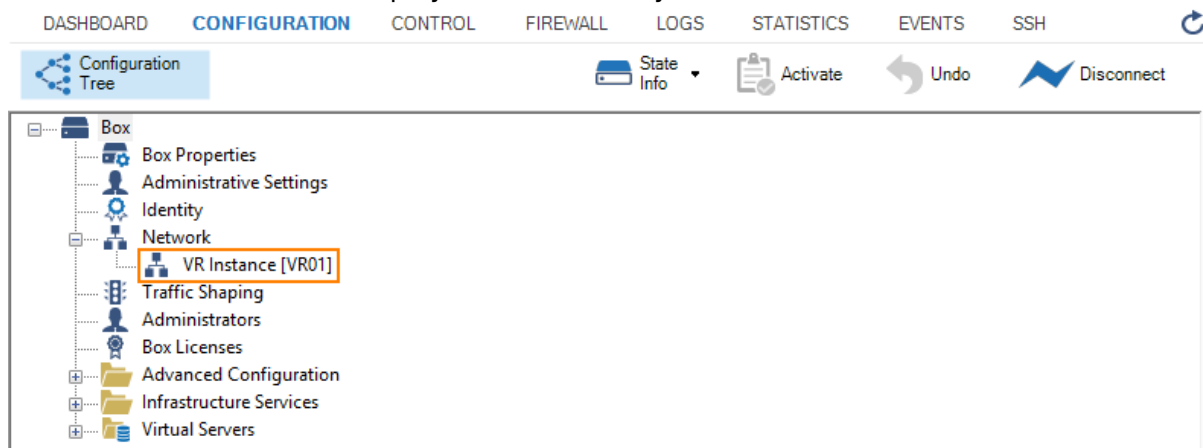 DASHBOARD CONFIGURATION CONTROL FIREWALL LOGS STATISTICS EVENTS SSH
Configuration Tree State Info Activate Undo Disconnect
Box
Box Properties
Administrative Settings
Identity
Network
VR Instance [VR01]
Traffic Shaping
Administrators
Box Licenses
Advanced Configuration
Infrastructure Services
Virtual Servers